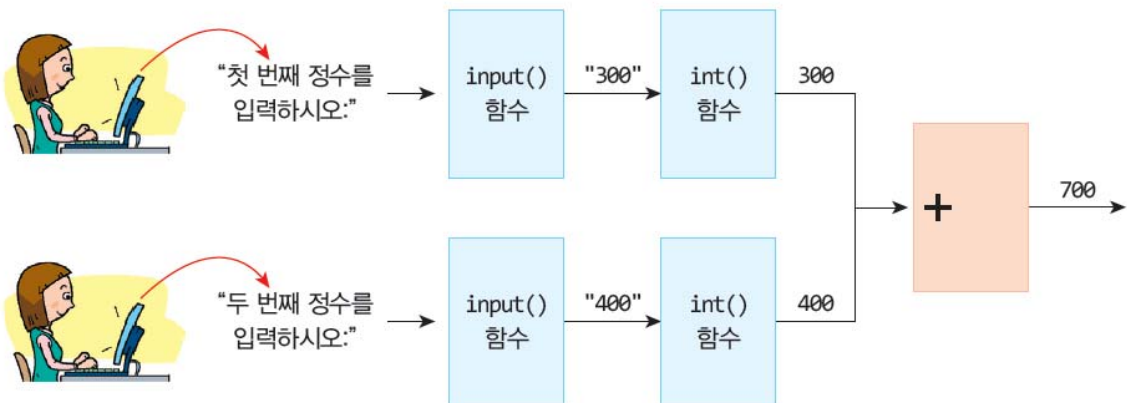 “첫 번째 정수를
입력하시오:”
input()
함수
"300"
int()
함수
300
+
700
“두 번째 정수를
입력하시오:”
input()
함수
"400"
int()
함수
400